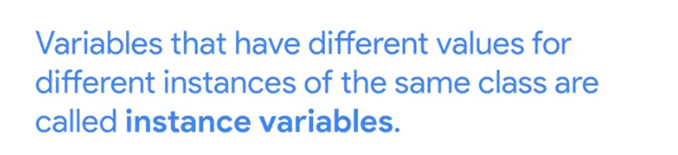 Variables that have different values for
different instances of the same class are
called instance variables.